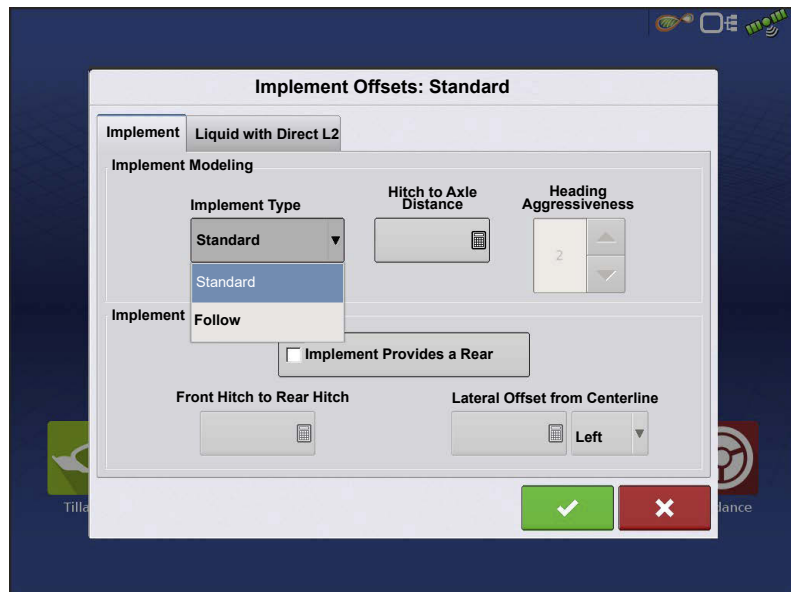 Implement Offsets: Standard
Implement
Liquid with Direct L2
Implement Modeling
Implement Type
Hitch to Axle
Distance
Heading
Aggressiveness
Standard
2
Standard
Follow
Implement
Implement Provides a Rear
Front Hitch to Rear Hitch
Lateral Offset from Centerline
Left
Tilla
dance